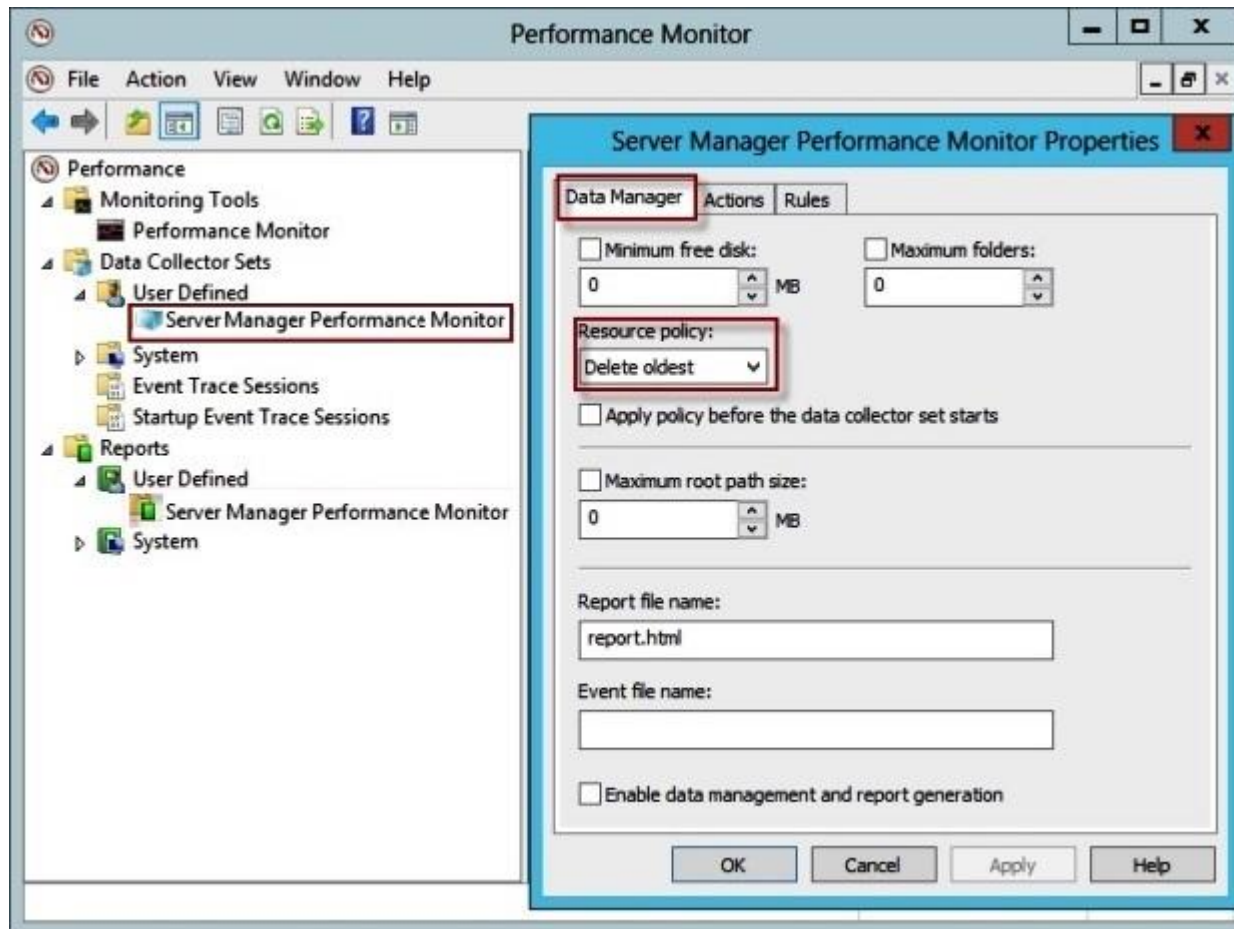 Performance Monitor
File Action View Window Help
Performance
Monitoring Tools
Performance Monitor
Data Collector Sets
User Defined
Server Manager Performance Monitor
System
Event Trace Sessions
Startup Event Trace Sessions
Reports
User Defined
Server Manager Performance Monitor
System
Server Manager Performance Monitor Properties
Data Manager Actions Rules
Minimum free disk: Maximum folders:
0 MB 0
Resource policy:
Delete oldest
Apply policy before the data collector set starts
Maximum root path size:
0 MB
Report file name:
report.html
Event file name:
Enable data management and report generation
OK Cancel Apply Help